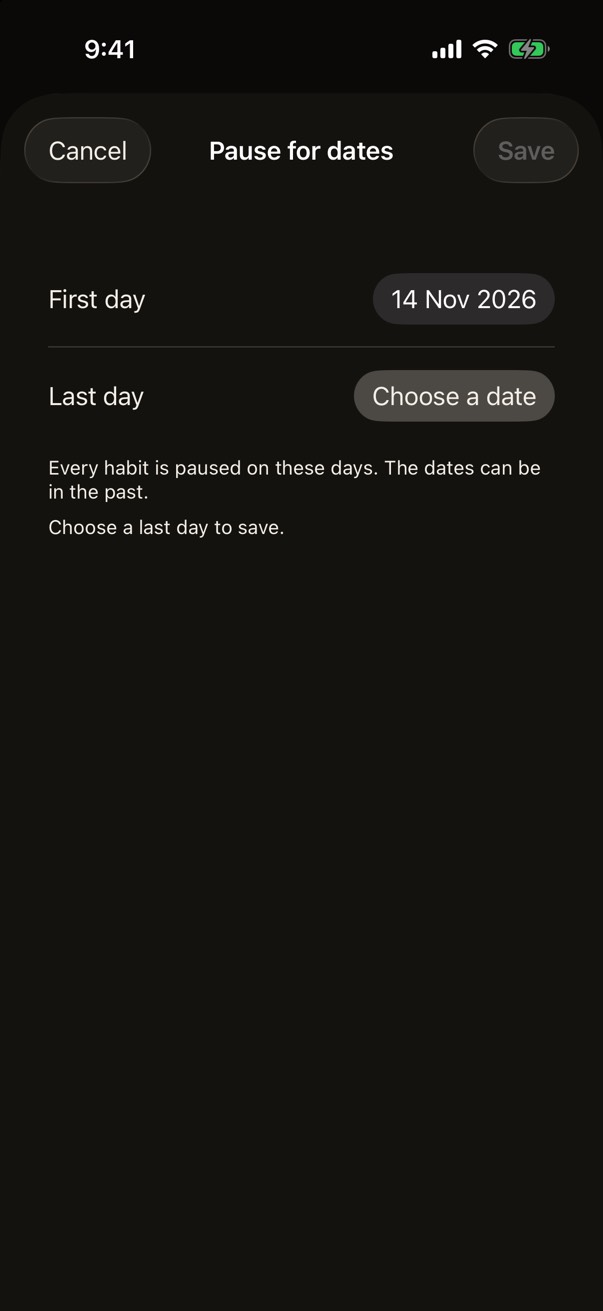 9:41
Cancel
Pause for dates
Save
First day
14 Nov 2026
Last day
Choose a date
Every habit is paused on these days. The dates can be
in the past.
Choose a last day to save.